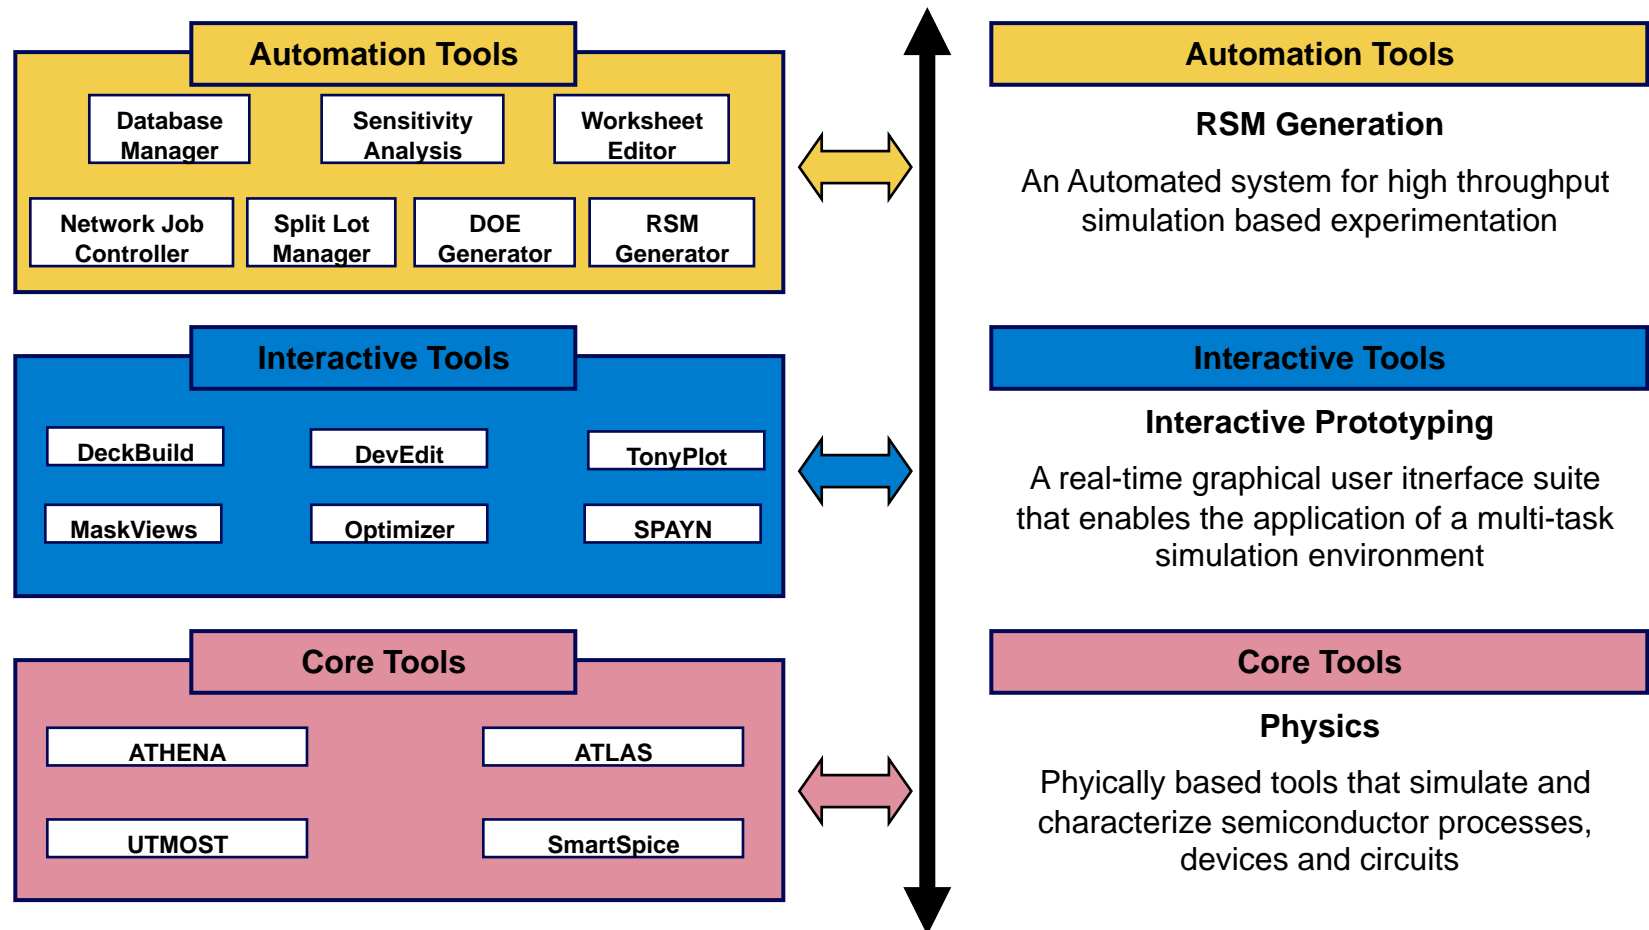 Automation Tools
Database
Manager
Sensitivity
Analysis
Worksheet
Editor
Network Job
Controller
Split Lot
Manager
DOE
Generator
RSM
Generator
Automation Tools
RSM Generation
An Automated system for high throughput
simulation based experimentation
Interactive Tools
DeckBuild
DevEdit
TonyPlot
MaskViews
Optimizer
SPAYN
Interactive Tools
Interactive Prototyping
A real-time graphical user itnerface suite
that enables the application of a multi-task
simulation environment
Core Tools
ATHENA
ATLAS
UTMOST
SmartSpice
Core Tools
Physics
Phyically based tools that simulate and
characterize semiconductor processes,
devices and circuits